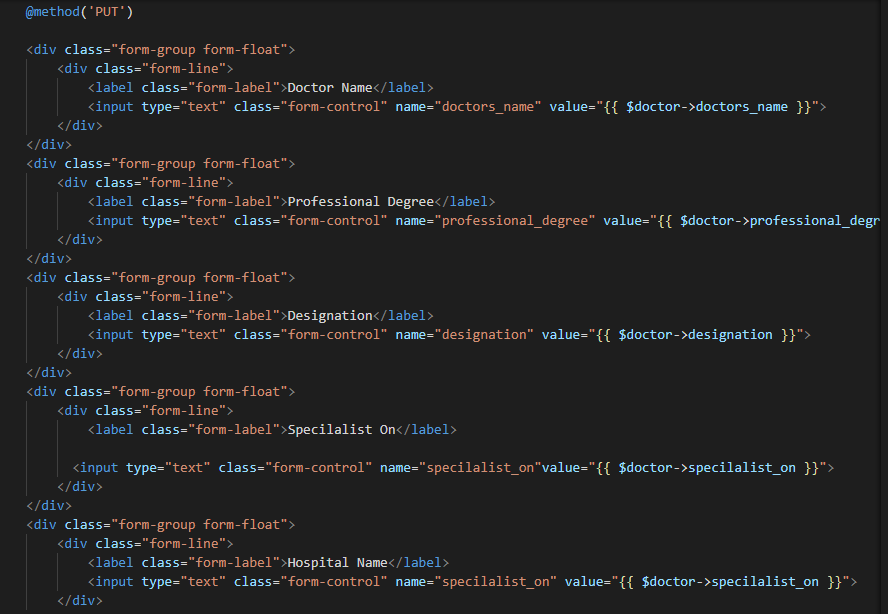 @method('PUT')
<div class="form-group form-float">
<div class="form-line">
<label class="form-label">Doctor Name</label>
<input type="text" class="form-control" name="doctors_name" value="{{ $doctor->doctors_name }}">
</div>
</div>
<div class="form-group form-float">
<div class="form-line">
<label class="form-label">Professional Degree</label>
<input type="text" class="form-control" name="professional_degree" value="{{ $doctor->professional_degr
</div>
</div>
<div class="form-group form-float">
<div class="form-line">
<label class="form-label">Designation</label>
<input type="text" class="form-control" name="designation" value="{{ $doctor->designation }}">
</div>
</div>
<div class="form-group form-float">
<div class="form-line">
<label class="form-label">Specilalist On</label>
<input type="text" class="form-control" name="specilalist_on"value="{{ $doctor->specilalist_on }}">
</div>
</div>
<div class="form-group form-float">
<div class="form-line">
<label class="form-label">Hospital Name</label>
<input type="text" class="form-control" name="specilalist_on" value="{{ $doctor->specilalist_on }}">
</div>